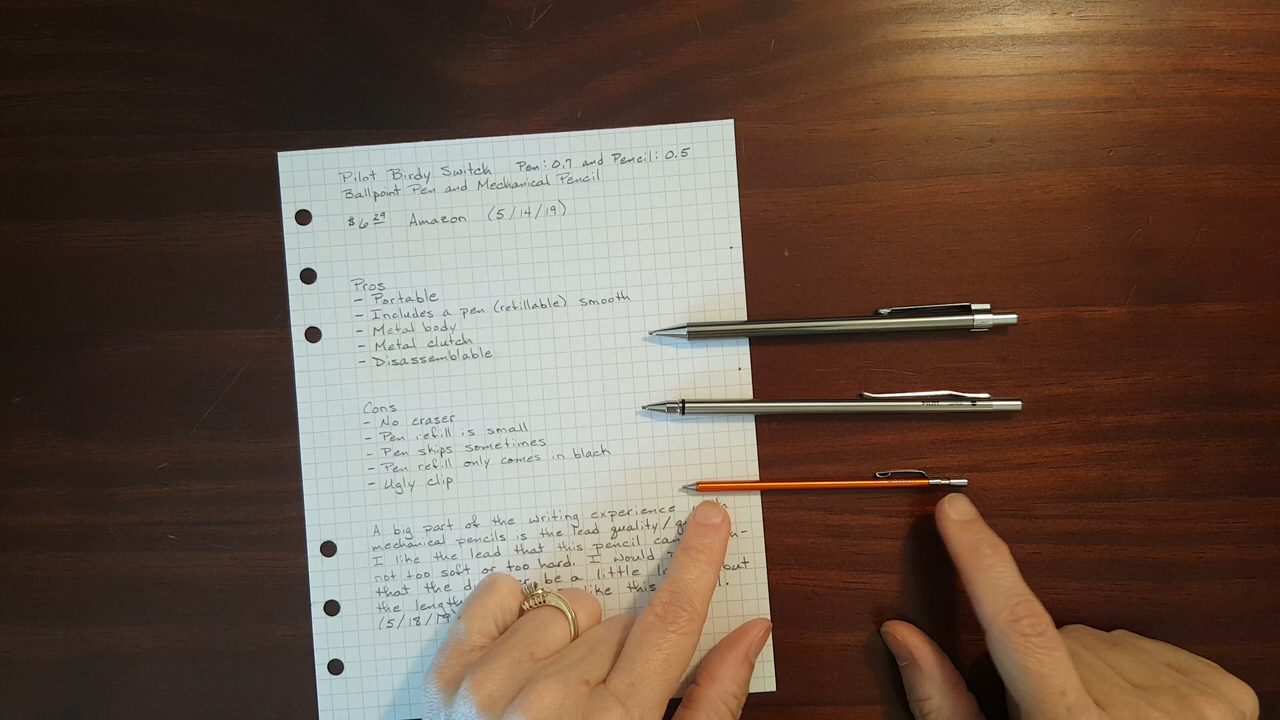 Pilot Birdy Switch Pen: 0.7 and Pencil: 0.5
Ballpoint Pen and Mechanical Pencil
$6.29 Amazon (5/14/19)
Pros
- Portable
- Includes a pen (refillable) smooth
- Metal body
- Metal clutch
- Disassemblable
Cons
- No eraser
- Pen refill is small
- Pen skips sometimes
- Pen refill only comes in black
- Ugly clip
A big part of the writing experience
mechanical pencils is the lead quality/
I like the lead that this pencil
not too soft or too hard. I would
that the be a little but
the length like this
(5/18/19
PILOT